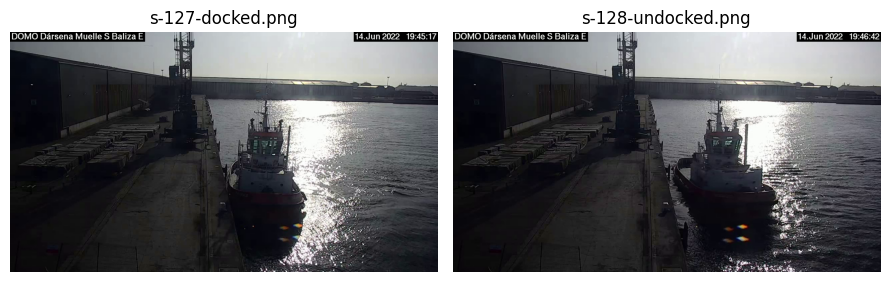 s-127-docked.png
DOMO Dársena Muelle S Baliza E
14.Jun 2022 19:45:17
s-128-undocked.png
DOMO Dársena Muelle S Baliza E
14.Jun 2022 19:46:42